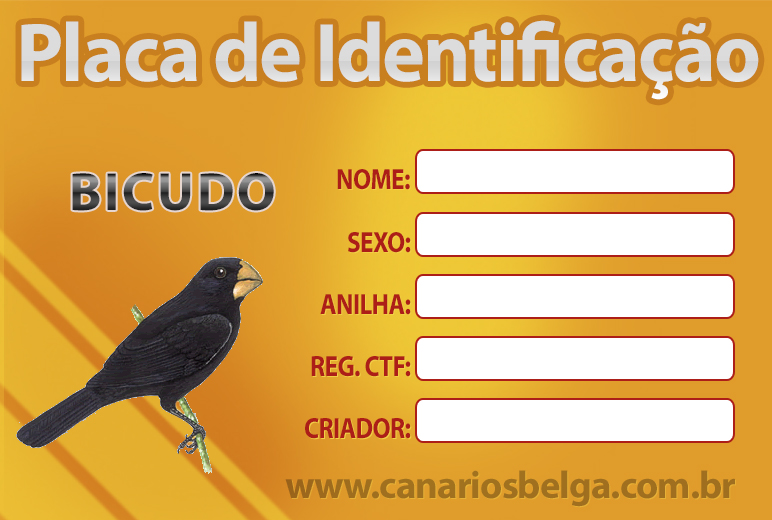 Placa de Identificação
BICUDO
NOME:
SEXO:
ANILHA:
REG. CTF:
CRIADOR:
www.canariosbelga.com.br